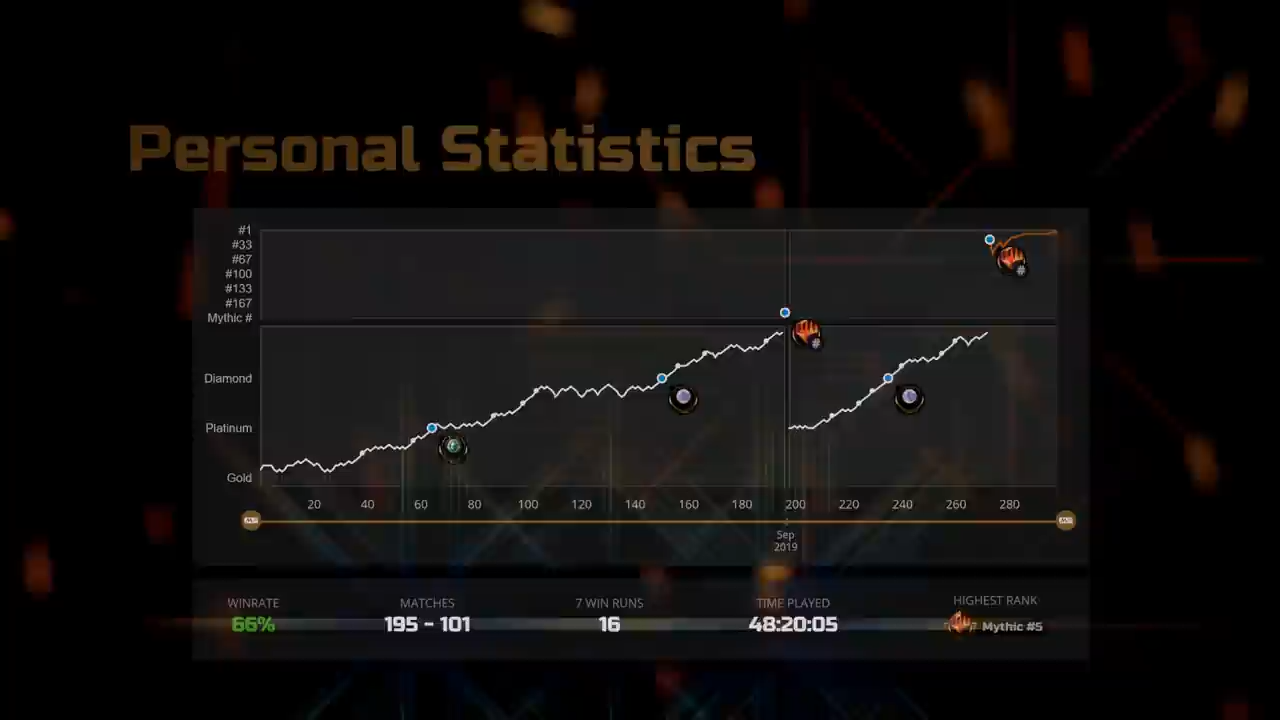 Personal Statistics
#1
#33
#67
#100
#133
#167
Mythic #
Diamond
Platinum
Gold
20 40 60 80 100 120 140 160 180 200 220 240 260 280
Sep
2019
WINRATE MATCHES 7 WIN RUNS TIME PLAYED HIGHEST RANK
66% 195 - 101 16 48:20:05 Mythic #5